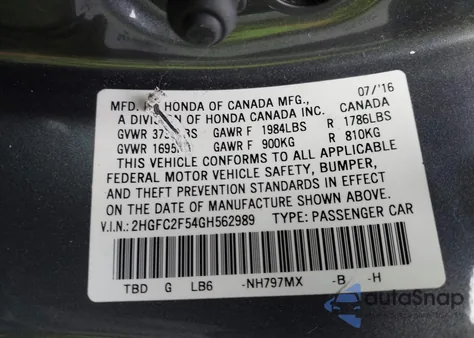 MFD. BY HONDA OF CANADA MFG., 07/'16
A DIVISION OF HONDA CANADA INC. CANADA
GVWR GAWR F 1984LBS R 1786LBS
GVWR GAWR F 900KG R 810KG
THIS VEHICLE CONFORMS TO ALL APPLICABLE
FEDERAL MOTOR VEHICLE SAFETY, BUMPER,
AND THEFT PREVENTION STANDARDS IN EFFECT
ON THE DATE OF MANUFACTURE SHOWN ABOVE.
V.I.N.: 2HGFC2F54GH562989 TYPE: PASSENGER CAR
TBD G LB6 -NH797MX -B -H
autoSnap